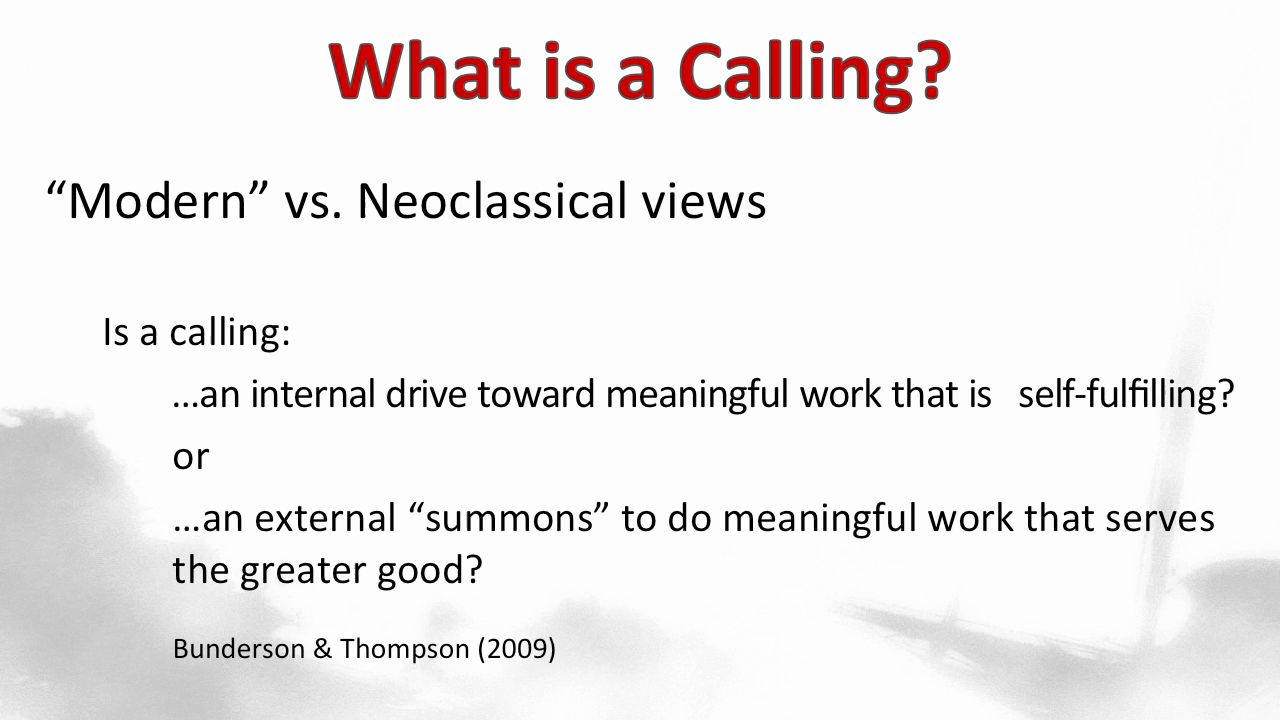 What is a Calling?
“Modern” vs. Neoclassical views
Is a calling:
…an internal drive toward meaningful work that is self-fulfilling?
or
…an external “summons” to do meaningful work that serves
the greater good?
Bunderson & Thompson (2009)